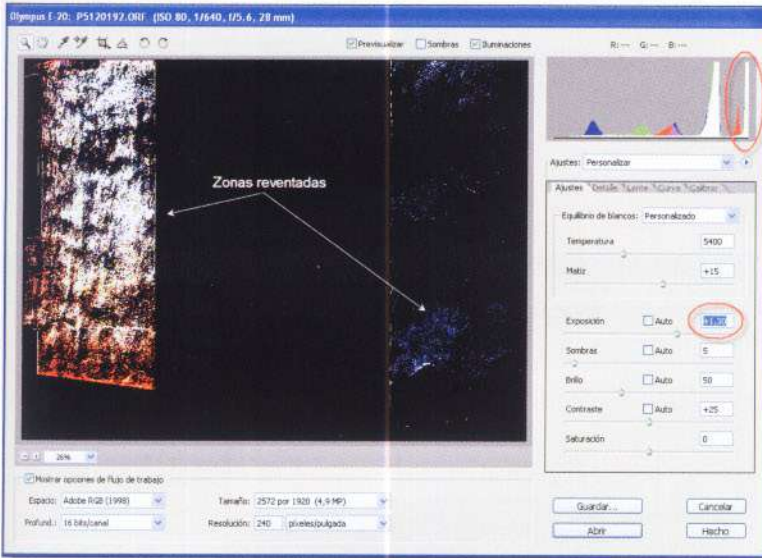 Olympus E-20: P5120192.ORF (ISO 80, 1/640, f/5.6, 28 mm)
Previsualizar Sombras Iluminaciones R: --- G: --- B: ---
Zonas reventadas
Ajustes: Personalizar
Ajustes Detalle Lente Curva Calibrar
Equilibrio de blancos: Personalizado
Temperatura 5400
Matiz +15
Exposición Auto +1,30
Sombras Auto 5
Brillo Auto 50
Contraste Auto +25
Saturación 0
26%
Mostrar opciones de flujo de trabajo
Espacio: Adobe RGB (1998) Tamaño: 2572 por 1928 (4,9 MP)
Profund.: 16 bits/canal Resolución: 240 píxeles/pulgada
Guardar... Cancelar
Abrir Hecho